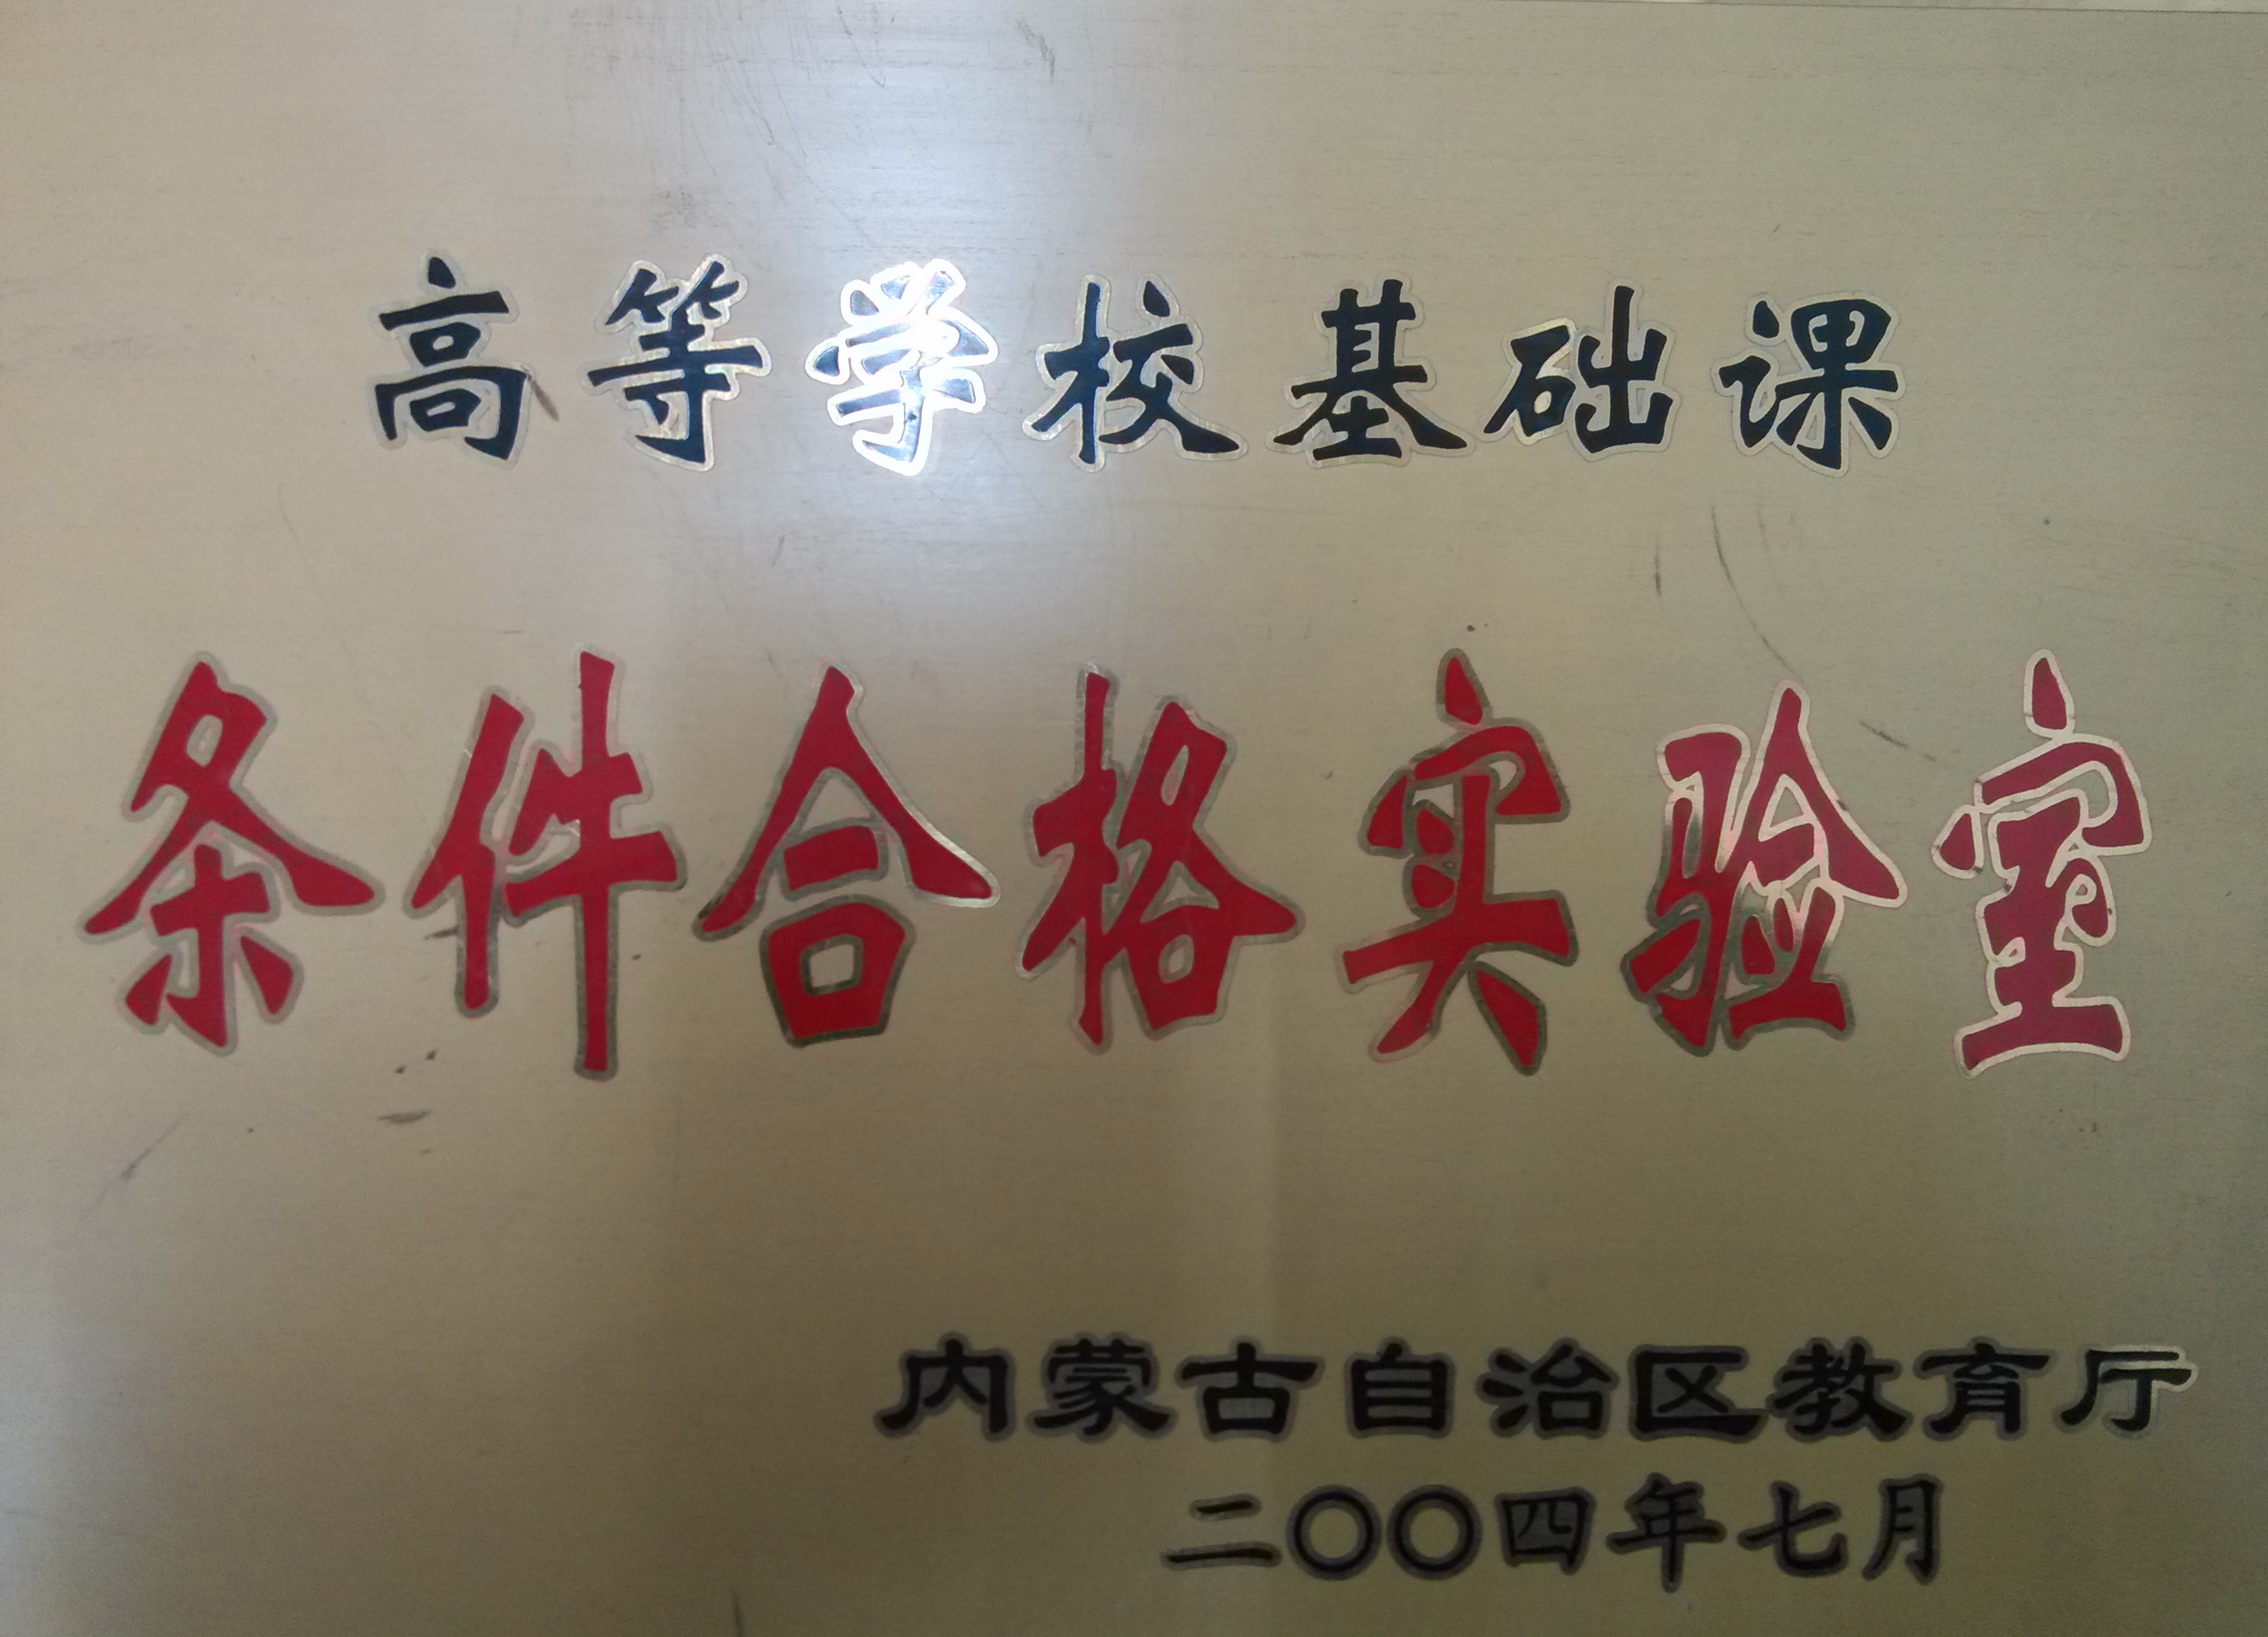 高等学校基础课
条件合格实验室
内蒙古自治区教育厅
二〇〇四年七月